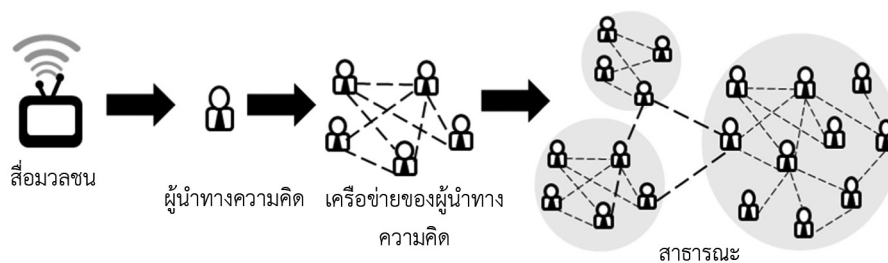 สื่อมวลชน
ผู้นำทางความคิด
เครือข่ายของผู้นำทาง
ความคิด
สาธารณะ